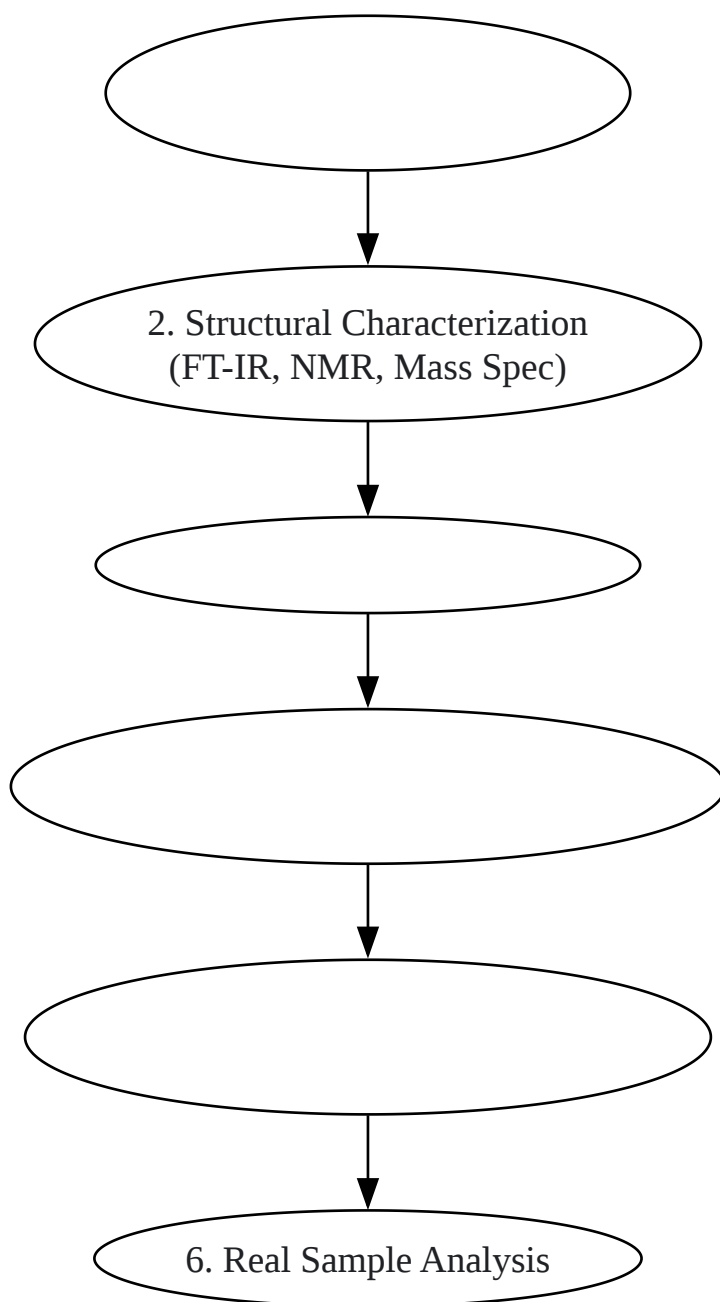 2. Structural Characterization
(FT-IR, NMR, Mass Spec)
6. Real Sample Analysis